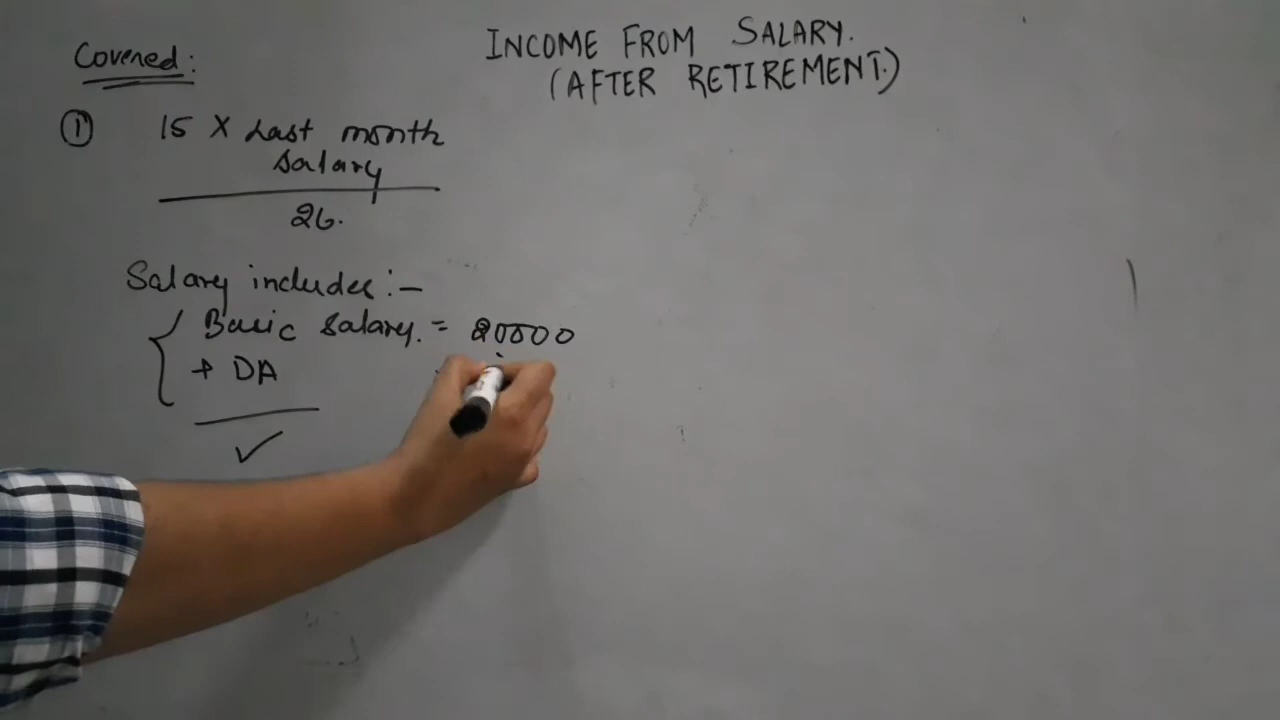 INCOME FROM SALARY.
(AFTER RETIREMENT.)
Covered:
① 15 X Last month
salary
26.
Salary includes:-
Basic Salary. = 20000
+ DA